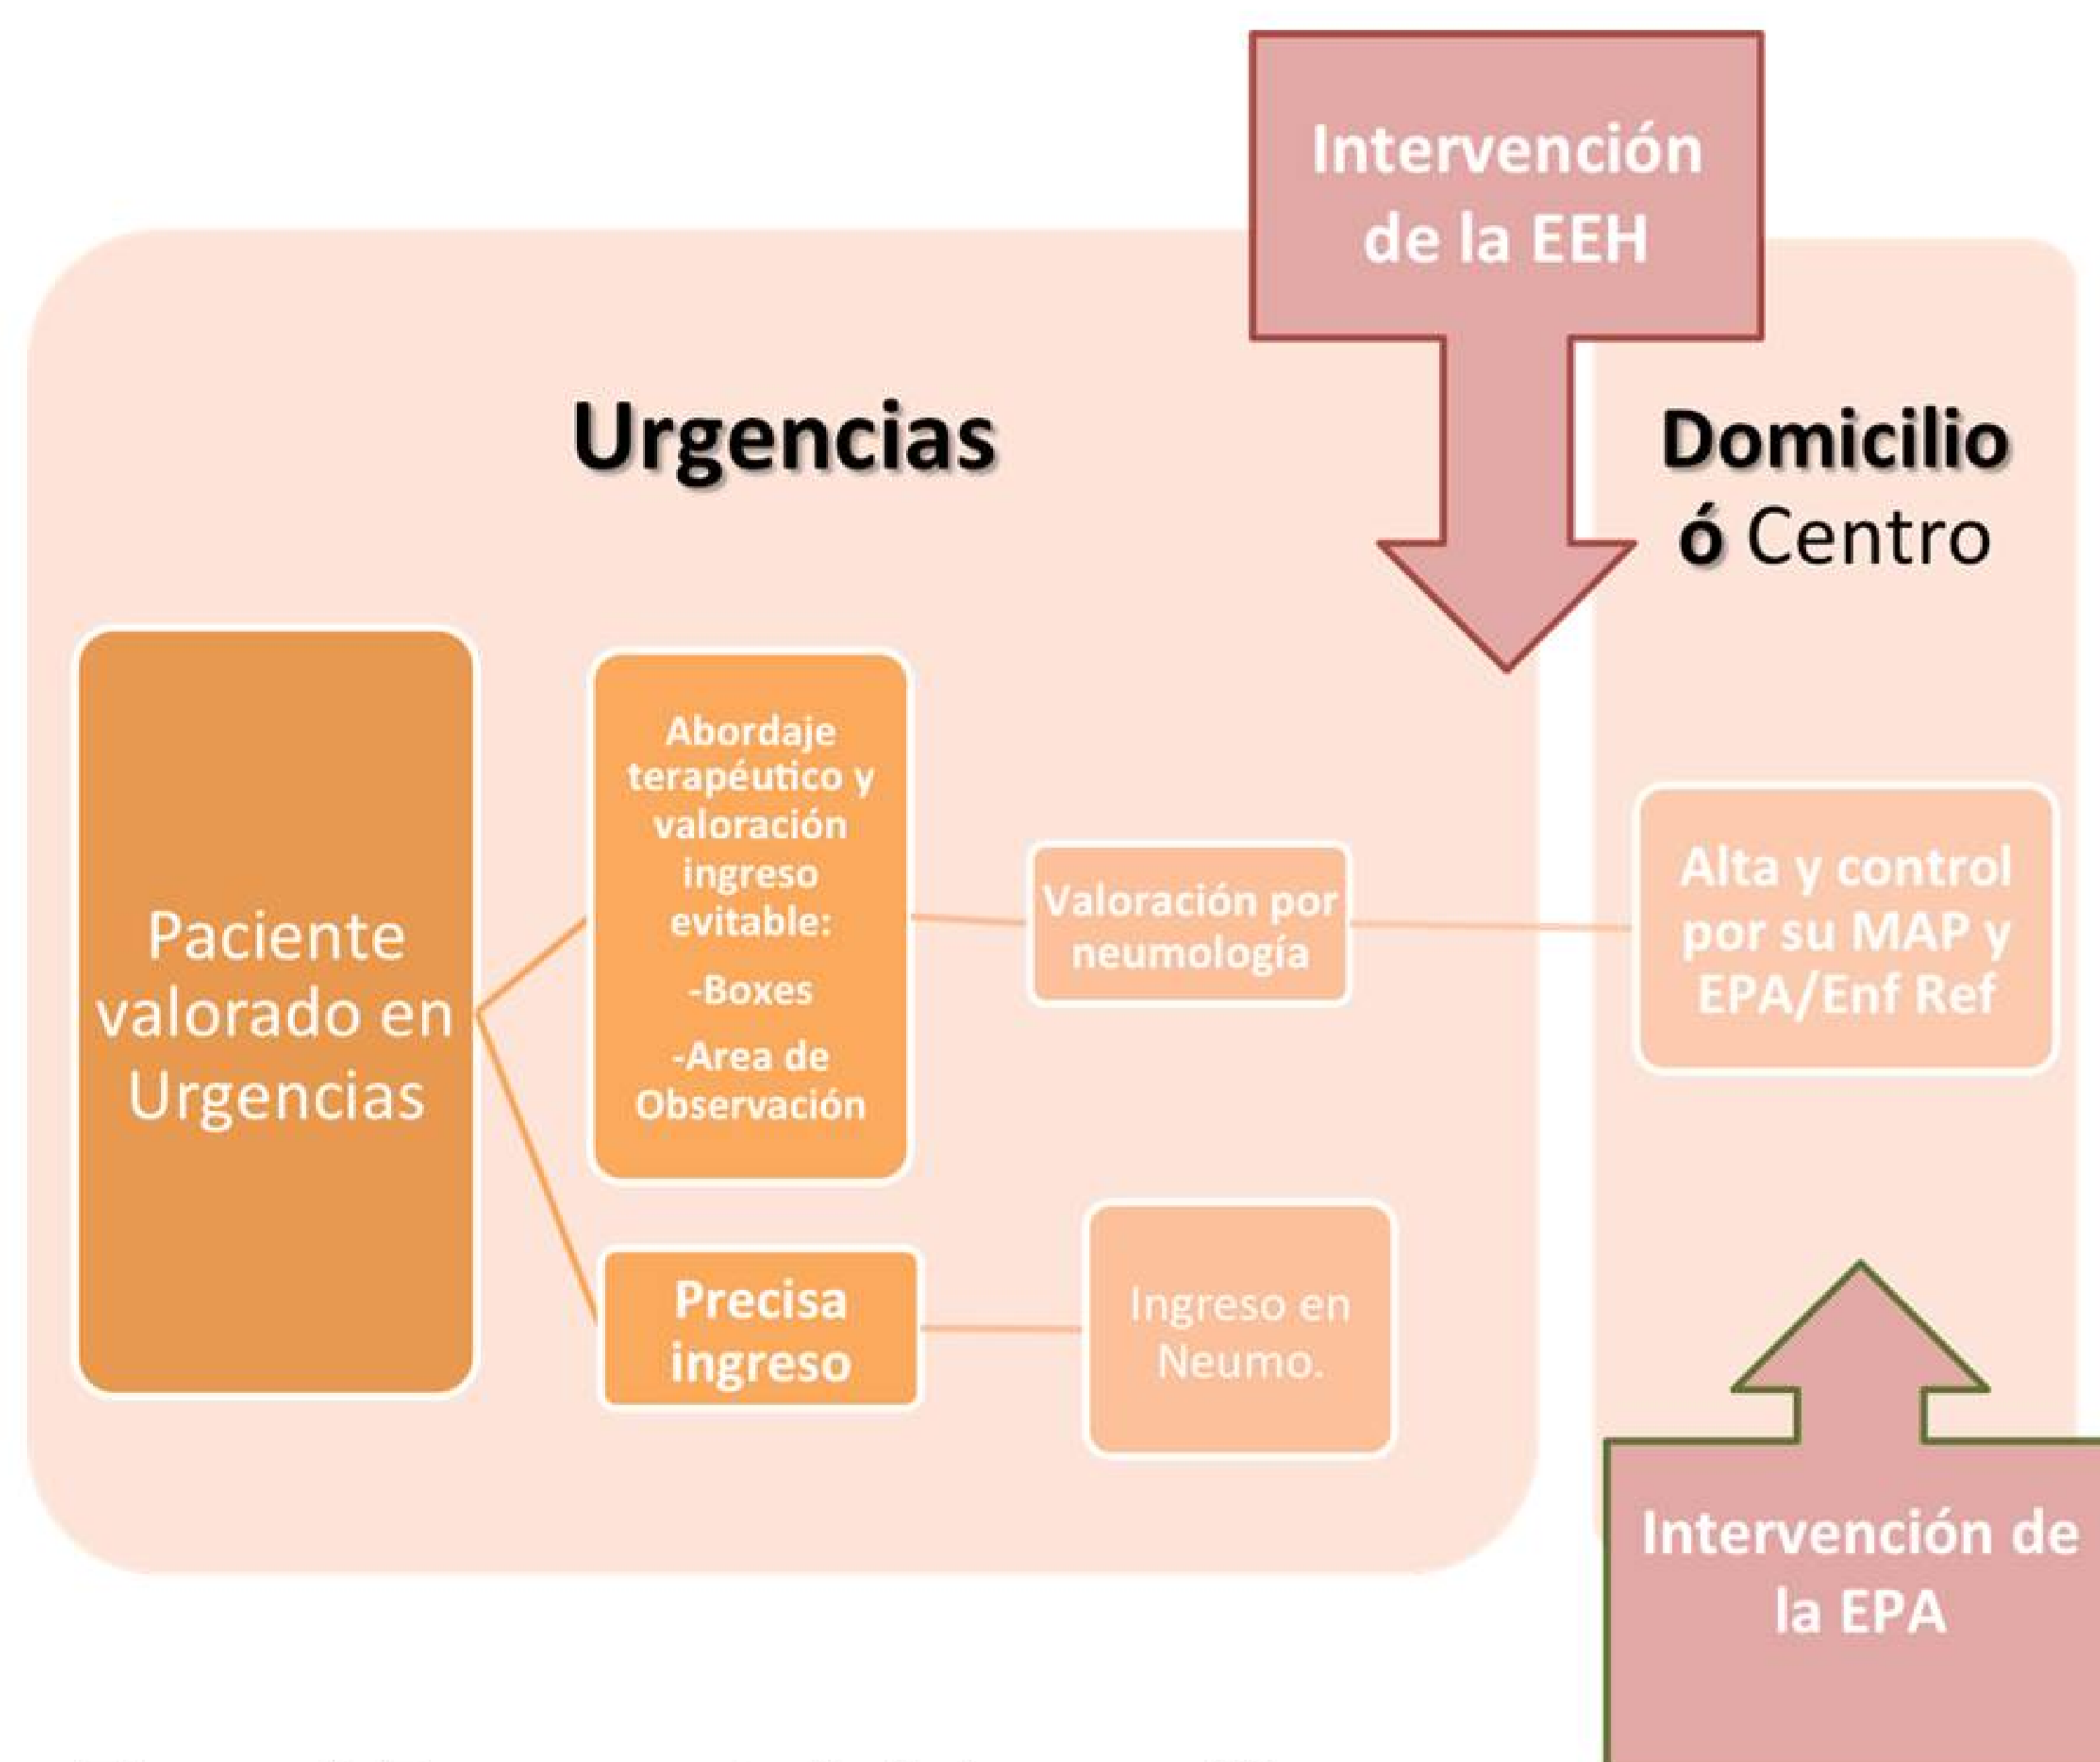 Intervención
de la EEH
Urgencias
Domicilio
ó Centro
Paciente
valorado en
Urgencias
Abordaje
terapéutico y
valoración
ingreso
evitable:
-Boxes
-Area de
Observación
Valoración por
neumología
Alta y control
por su MAP y
EPA/Enf Ref
Precisa
ingreso
Ingreso en
Neumo.
Intervención de
la EPA